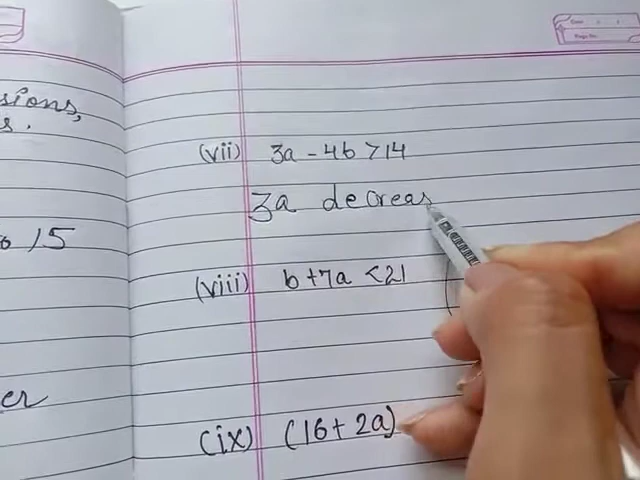 sions,
s.
(vii) 3a - 4b > 14
3a decreas
15
(viii) b + 7a < 21
er
(ix) (16 + 2a)